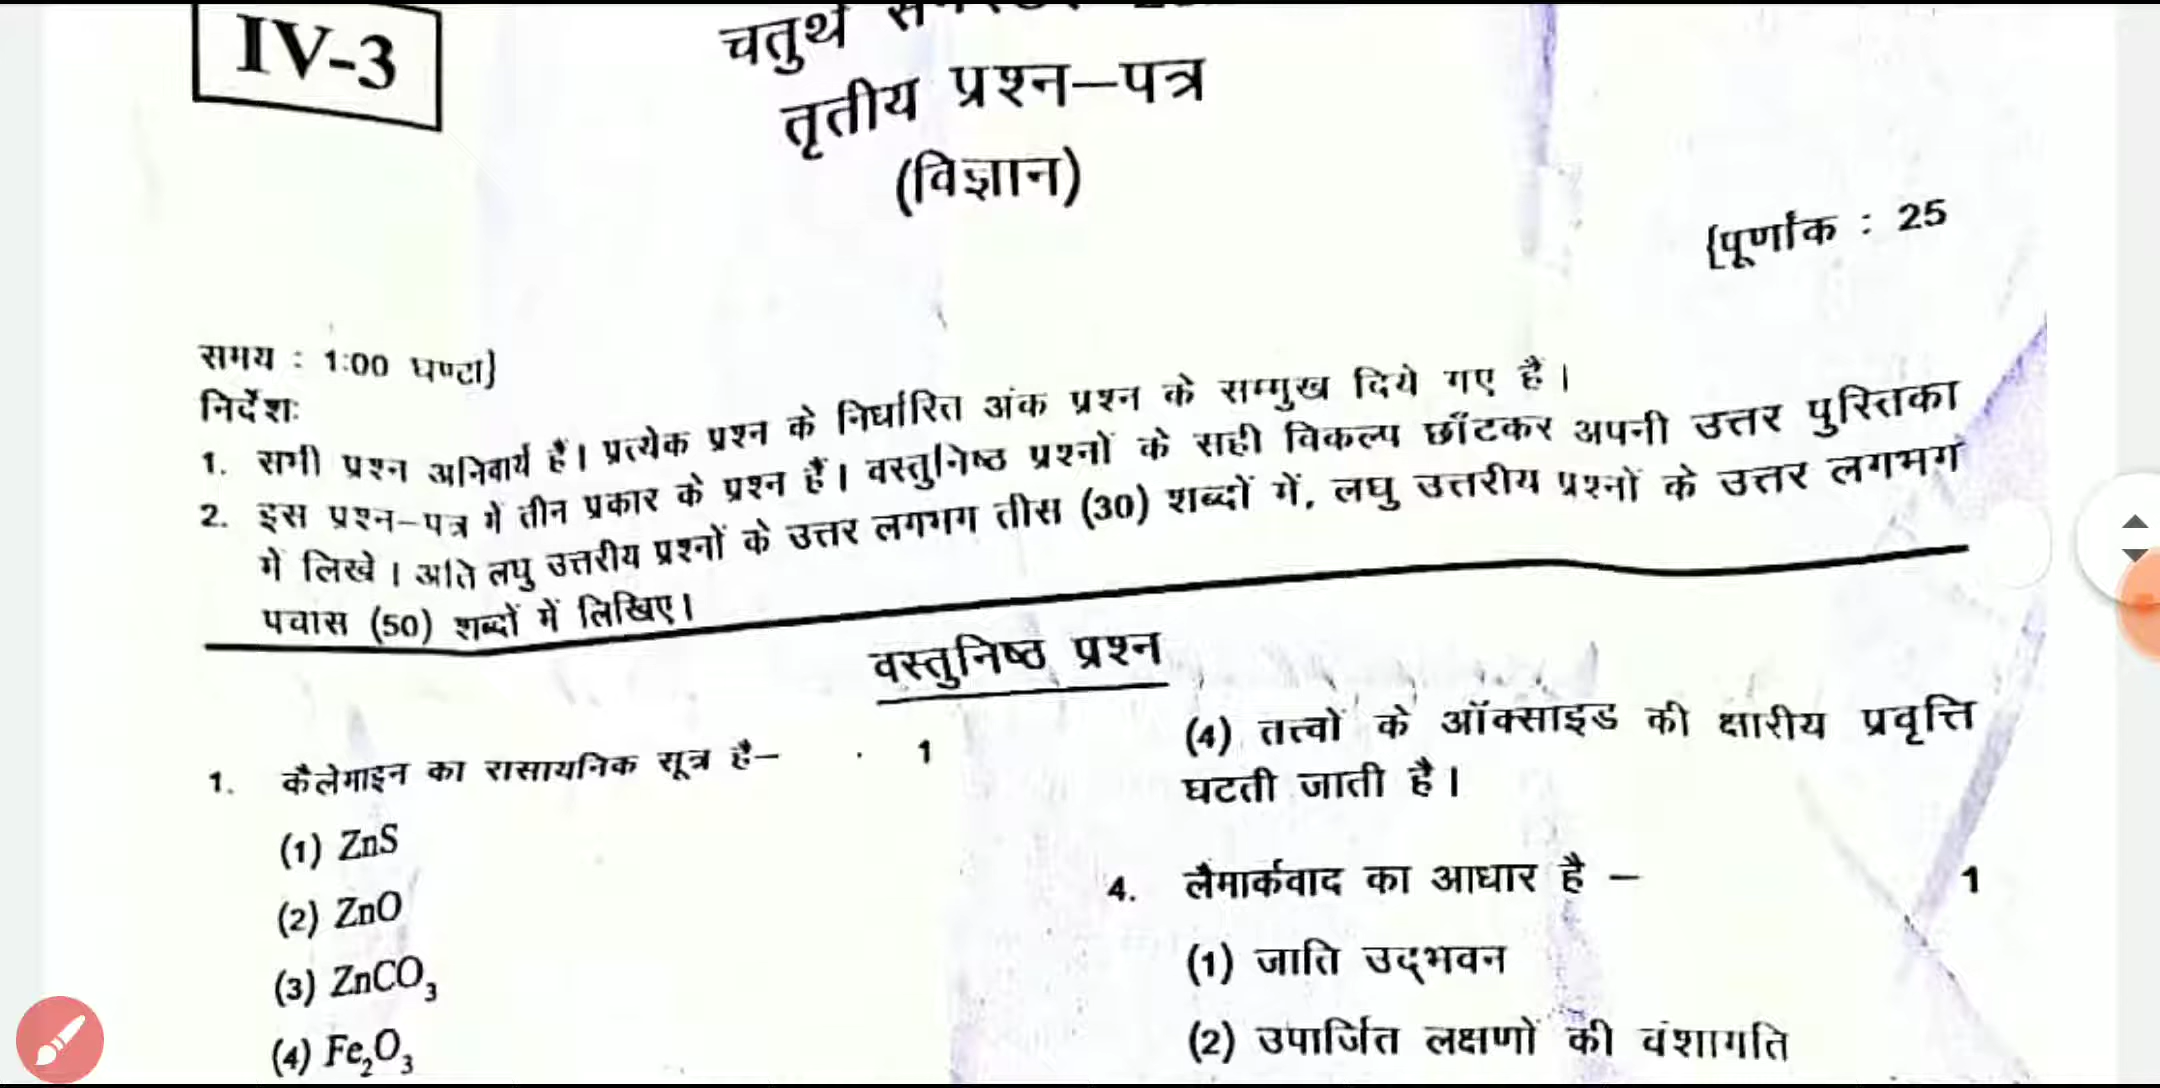 IV-3
चतुर्थ
तृतीय प्रश्न–पत्र
(विज्ञान)
{पूर्णांक : 25
समय : 1:00 घण्टा}
निर्देशः
1. सभी प्रश्न अनिवार्य हैं। प्रत्येक प्रश्न के निर्धारित अंक प्रश्न के सम्मुख दिये गए हैं।
2. इस प्रश्न–पत्र में तीन प्रकार के प्रश्न हैं। वस्तुनिष्ठ प्रश्नों के सही विकल्प छाँटकर अपनी उत्तर पुस्तिका
में लिखे। अति लघु उत्तरीय प्रश्नों के उत्तर लगभग तीस (30) शब्दों में, लघु उत्तरीय प्रश्नों के उत्तर लगभग
पचास (50) शब्दों में लिखिए।
वस्तुनिष्ठ प्रश्न
1. कैलेमाइन का रासायनिक सूत्र है– 1
(1) ZnS
(2) ZnO
(3) ZnCO₃
(4) Fe₂O₃
(4) तत्त्वों के ऑक्साइड की क्षारीय प्रवृत्ति
घटती जाती है।
4. लैमार्कवाद का आधार है – 1
(1) जाति उद्भवन
(2) उपार्जित लक्षणों की वंशागति